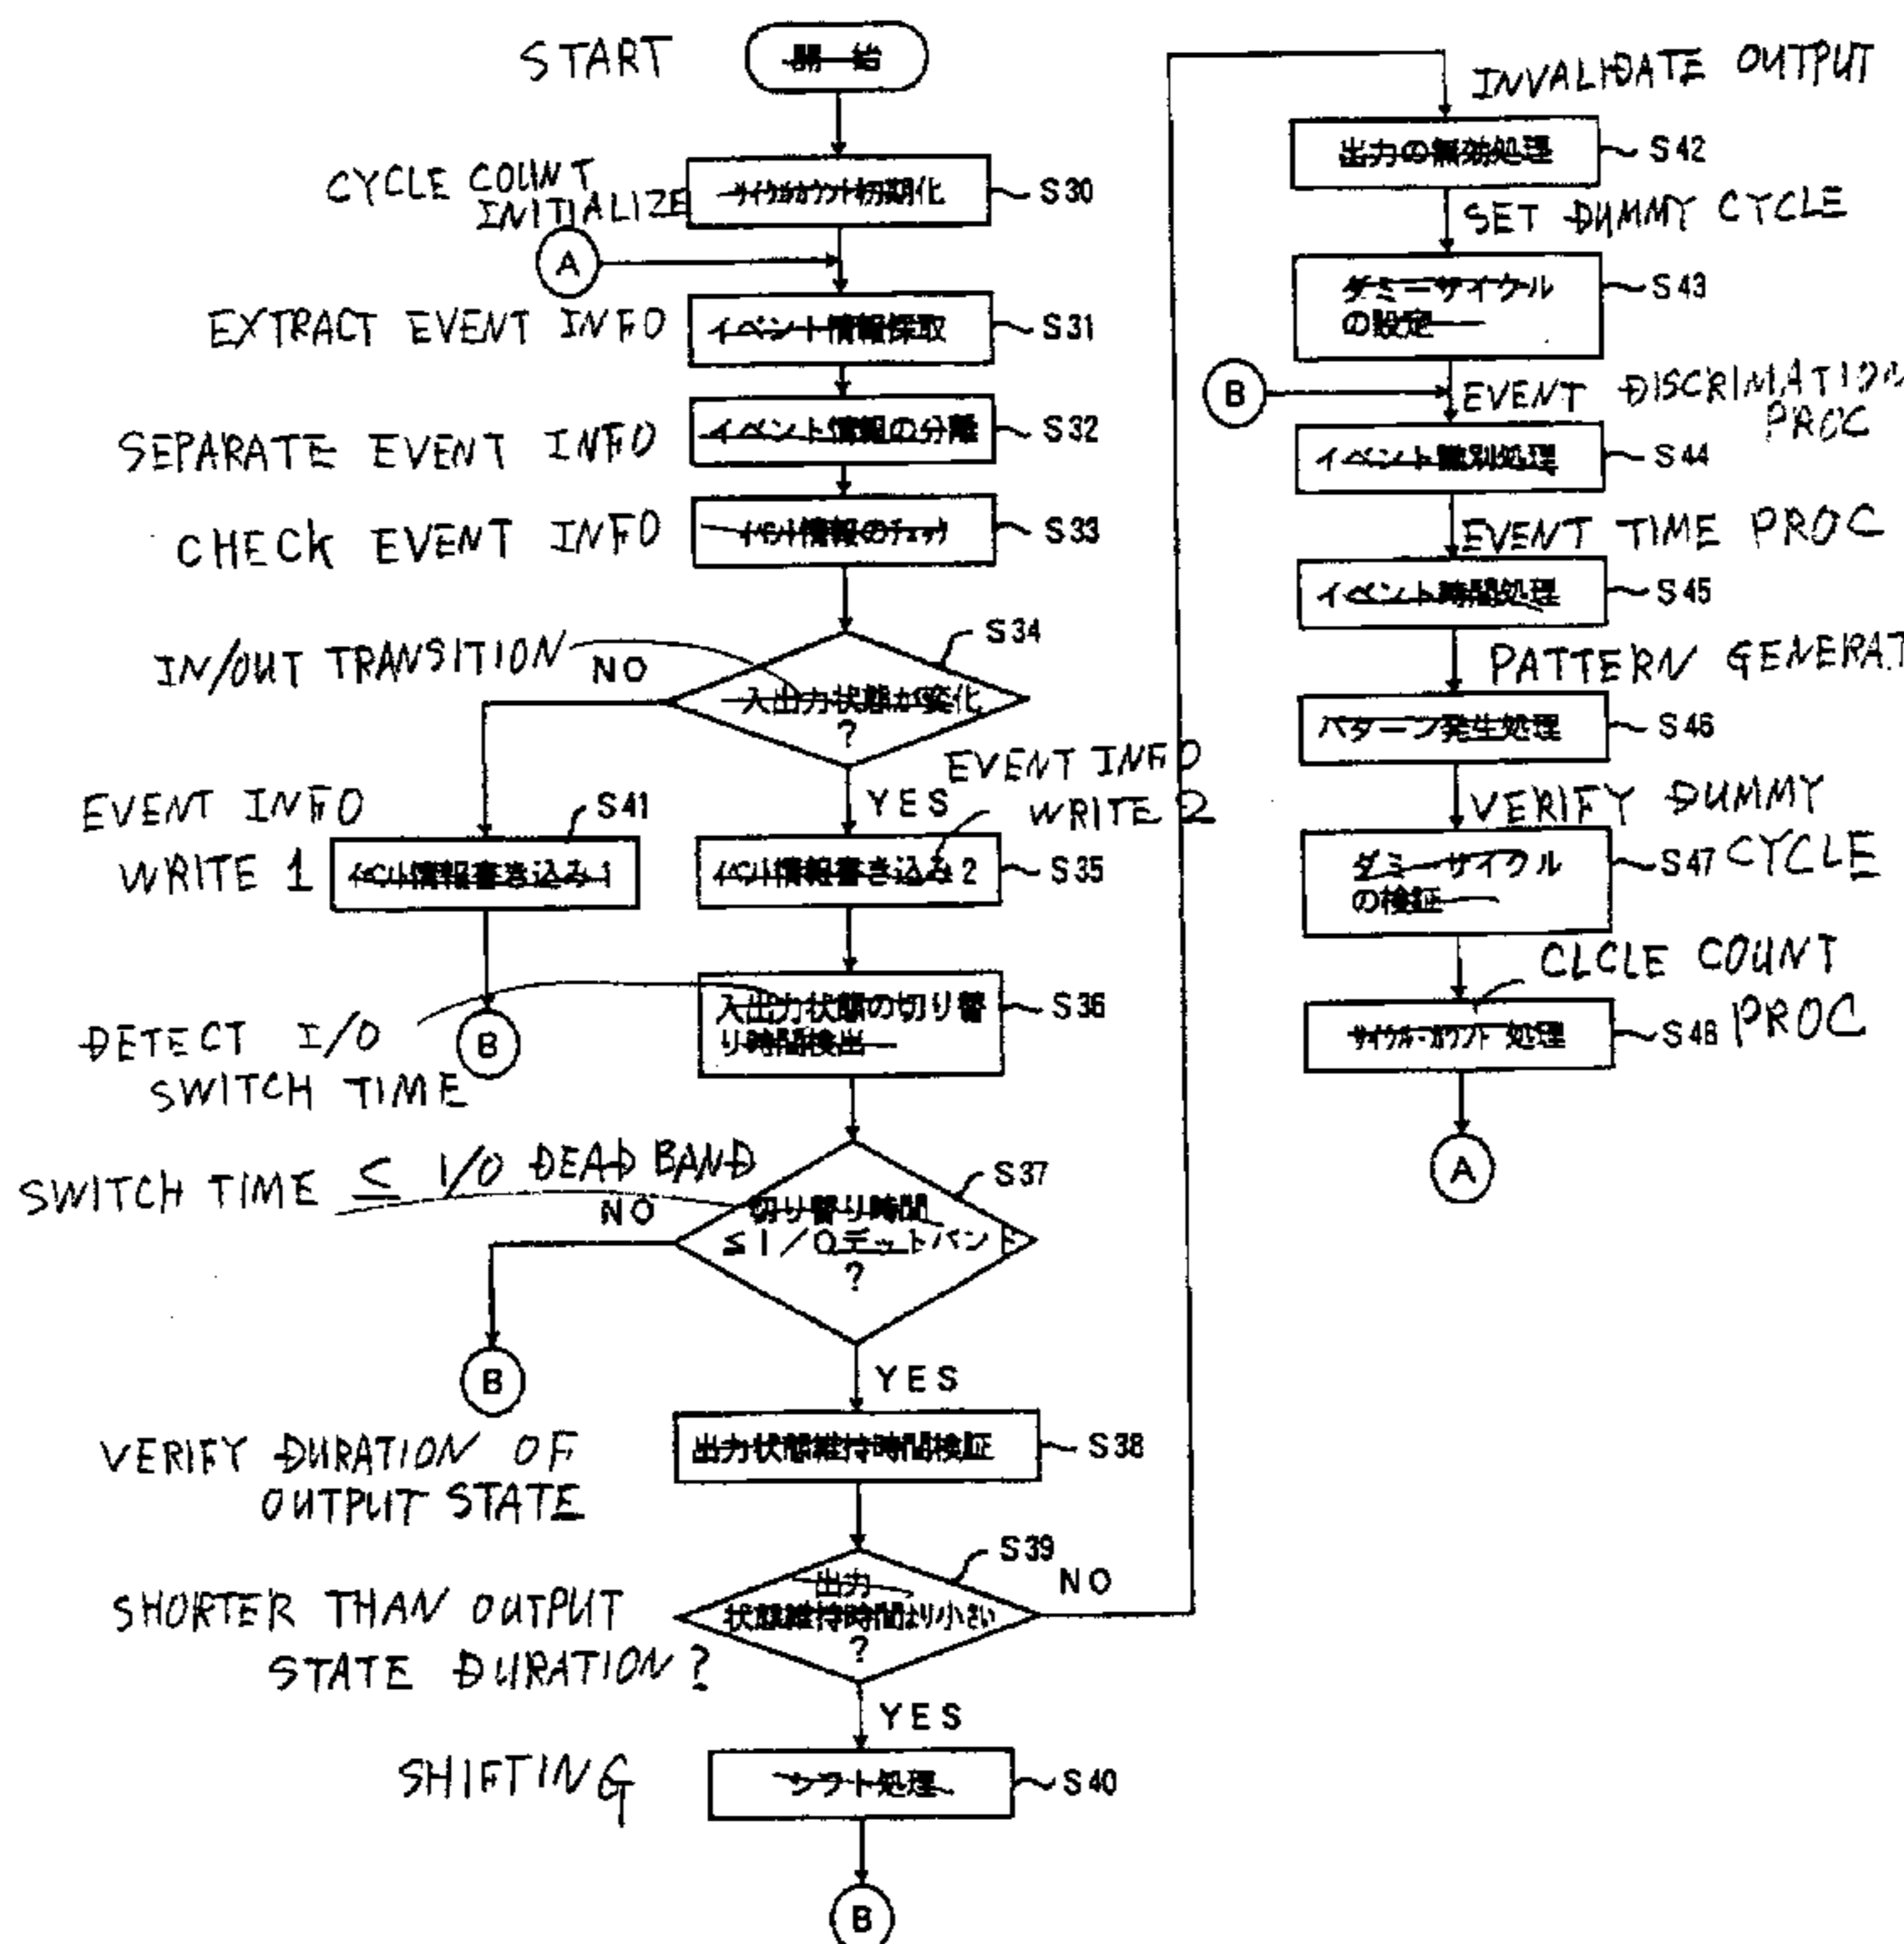 START
開 始
CYCLE COUNT
INITIALIZE
サイクルカウント初期化
S30
A
EXTRACT EVENT INFO
イベント情報採取
S31
SEPARATE EVENT INFO
イベント情報の分離
S32
CHECK EVENT INFO
イベント情報のチェック
S33
IN/OUT TRANSITION
NO
S34
入出力状態が変化
?
YES
EVENT INFO
WRITE 2
EVENT INFO
WRITE 1
S41
イベント情報書き込み1
イベント情報書き込み2
S35
B
DETECT I/O
SWITCH TIME
入出力状態の切り替
り時間検出
S36
SWITCH TIME ≤ I/O DEAD BAND
NO
S37
切り替り時間
≦I/Oデットバンド
?
B
YES
VERIFY DURATION OF
OUTPUT STATE
出力状態維持時間検証
S38
SHORTER THAN OUTPUT
STATE DURATION?
S39
NO
出力
状態維持時間より小さい
?
YES
SHIFTING
シフト処理
S40
B
INVALIDATE OUTPUT
出力の無効処理
S42
SET DUMMY CYCLE
ダミーサイクル
の設定
S43
B
EVENT DISCRIMATION
PROC
イベント識別処理
S44
EVENT TIME PROC
イベント時間処理
S45
PATTERN GENERAT
パターン発生処理
S46
VERIFY DUMMY
CYCLE
ダミーサイクル
の検証
S47
CLCLE COUNT
PROC
サイクル・カウント処理
S48
A